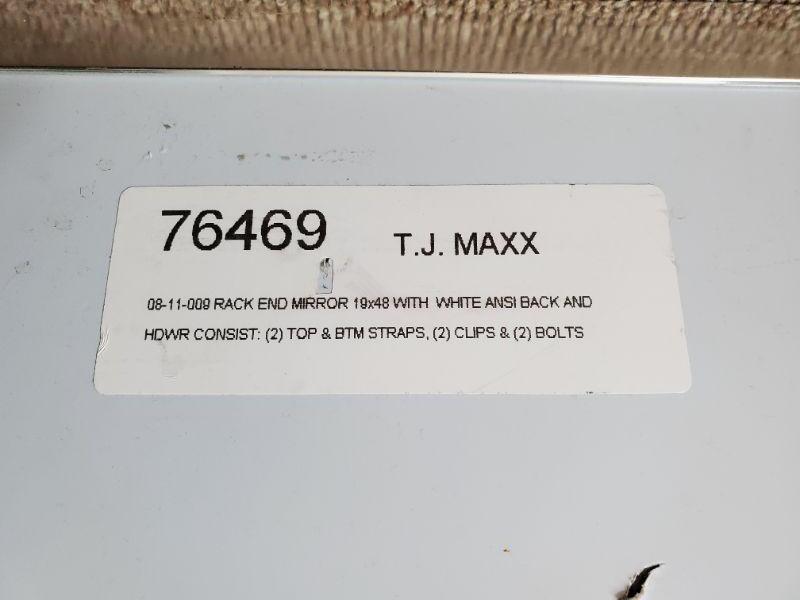 76469 T.J. MAXX
08-11-009 RACK END MIRROR 19x48 WITH WHITE ANSI BACK AND
HDWR CONSIST: (2) TOP & BTM STRAPS, (2) CLIPS & (2) BOLTS